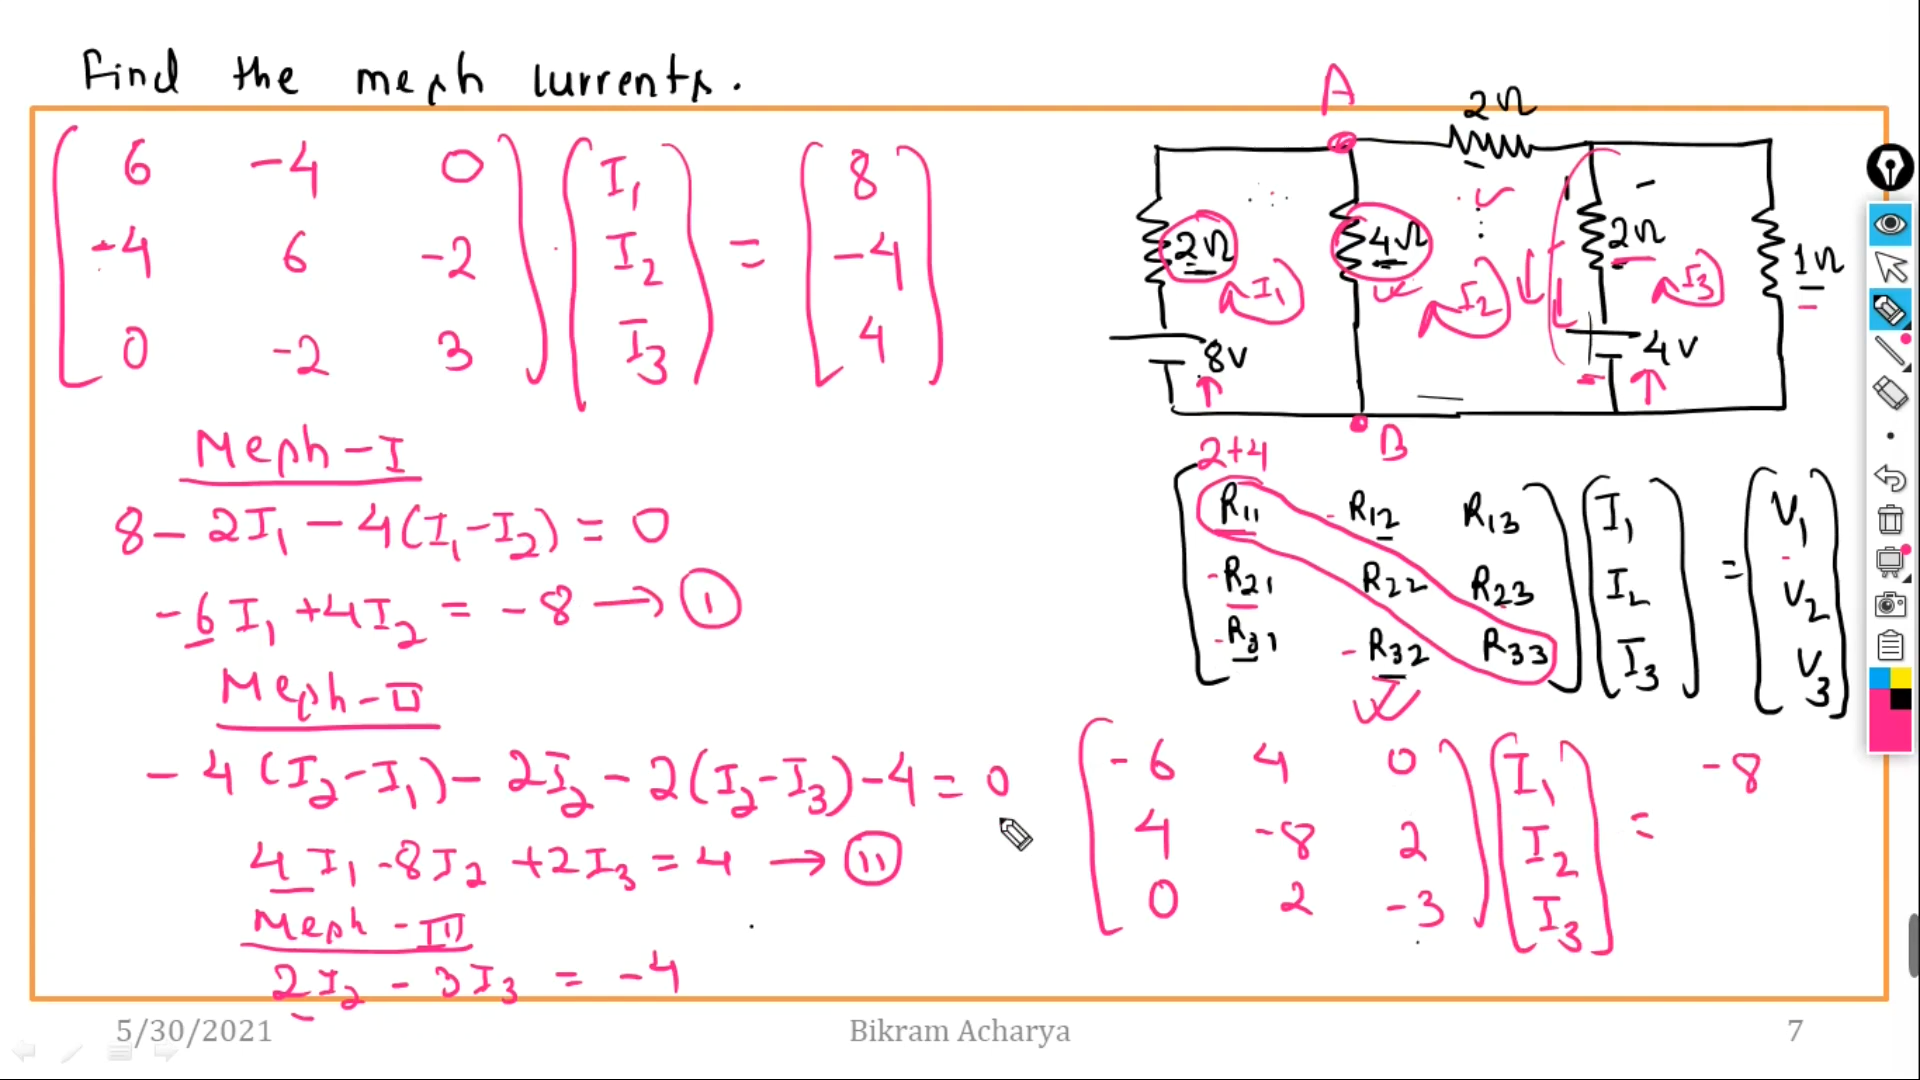 Find the mesh currents.
[6 -4 0] [I1] = [8]
[-4 6 -2] [I2] = [-4]
[0 -2 3] [I3] = [4]
Mesh - I
8 - 2I1 - 4(I1 - I2) = 0
-6I1 + 4I2 = -8 → (1)
Mesh - II
-4(I2 - I1) - 2I2 - 2(I2 - I3) - 4 = 0
4I1 - 8I2 + 2I3 = 4 → (11)
Mesh - III
2I2 - 3I3 = -4
A
2Ω
2Ω
4Ω
2Ω
1Ω
I1
I2
I3
8V
4V
B
2+4
[R11 -R12 R13] [I1] = [V1]
[-R21 R22 R23] [I2] = [V2]
[-R31 -R32 R33] [I3] = [V3]
[-6 4 0] [I1] = -8
[4 -8 2] [I2]
[0 2 -3] [I3]
5/30/2021
Bikram Acharya
7